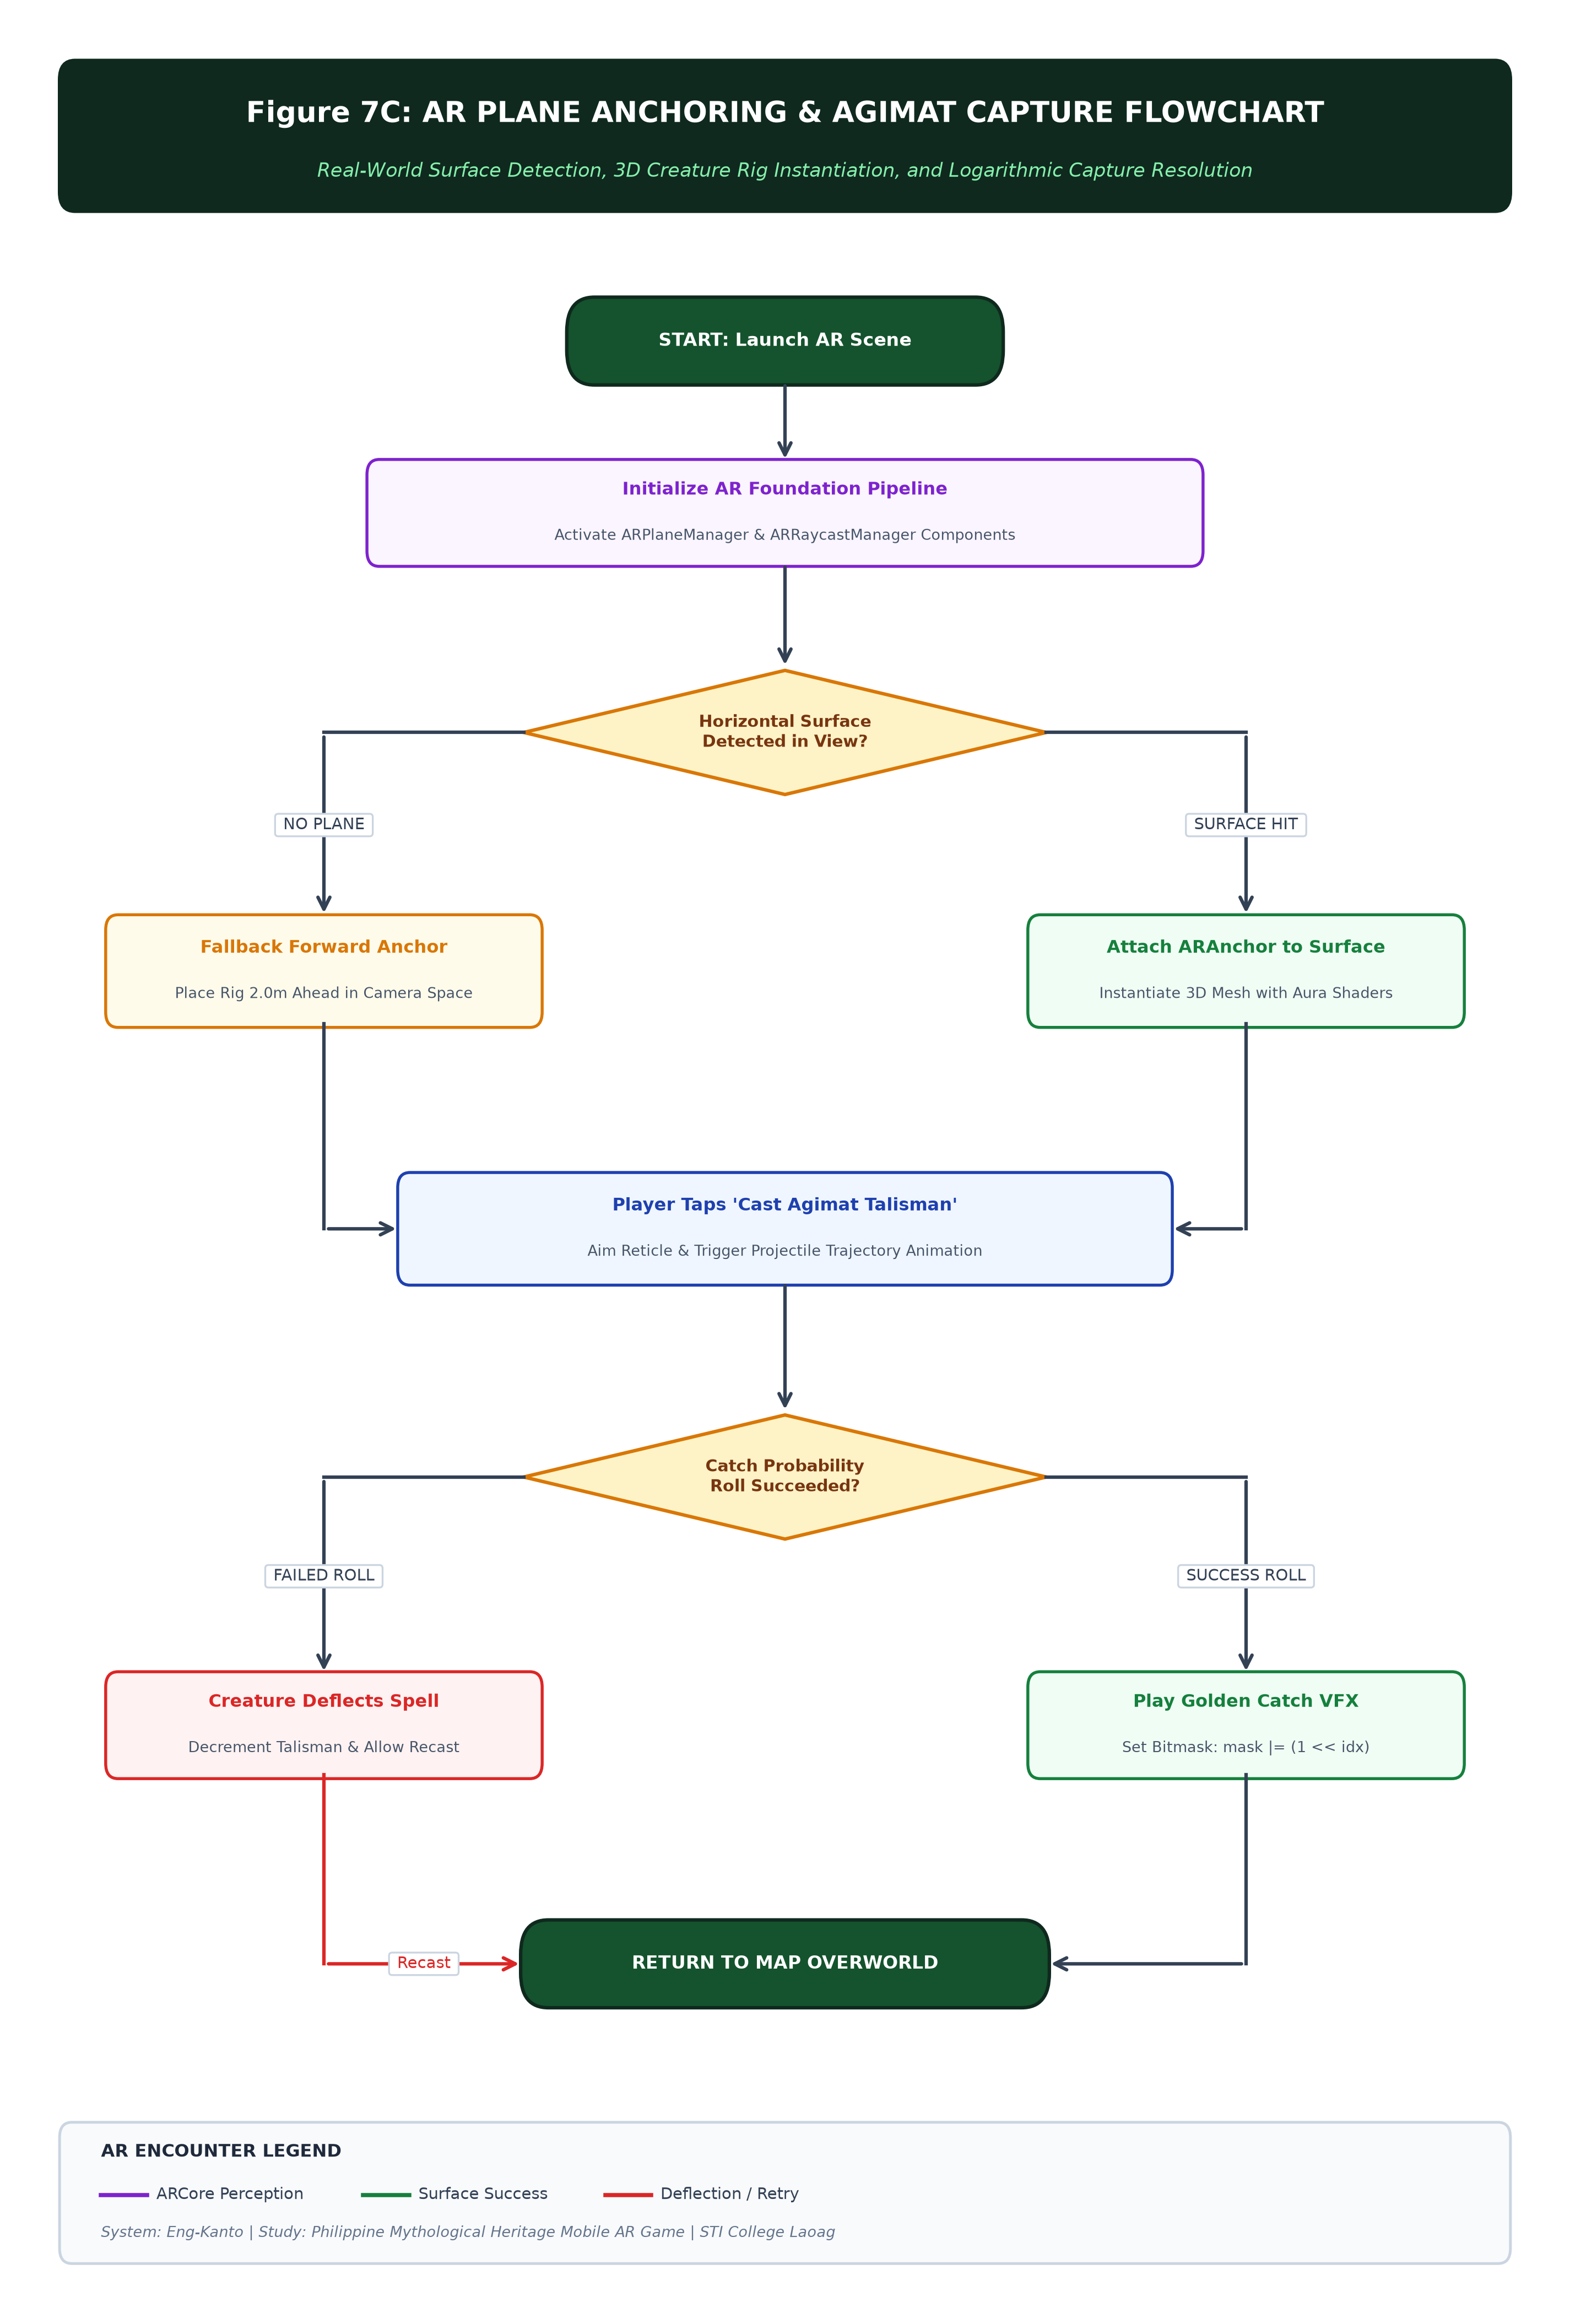 Figure 7C: AR PLANE ANCHORING & AGIMAT CAPTURE FLOWCHART
Real-World Surface Detection, 3D Creature Rig Instantiation, and Logarithmic Capture Resolution
START: Launch AR Scene
Initialize AR Foundation Pipeline
Activate ARPlaneManager & ARRaycastManager Components
Horizontal Surface
Detected in View?
NO PLANE
SURFACE HIT
Fallback Forward Anchor
Place Rig 2.0m Ahead in Camera Space
Attach ARAnchor to Surface
Instantiate 3D Mesh with Aura Shaders
Player Taps 'Cast Agimat Talisman'
Aim Reticle & Trigger Projectile Trajectory Animation
Catch Probability
Roll Succeeded?
FAILED ROLL
SUCCESS ROLL
Creature Deflects Spell
Decrement Talisman & Allow Recast
Play Golden Catch VFX
Set Bitmask: mask |= (1 << idx)
Recast
RETURN TO MAP OVERWORLD
AR ENCOUNTER LEGEND
ARCore Perception
Surface Success
Deflection / Retry
System: Eng-Kanto | Study: Philippine Mythological Heritage Mobile AR Game | STI College Laoag